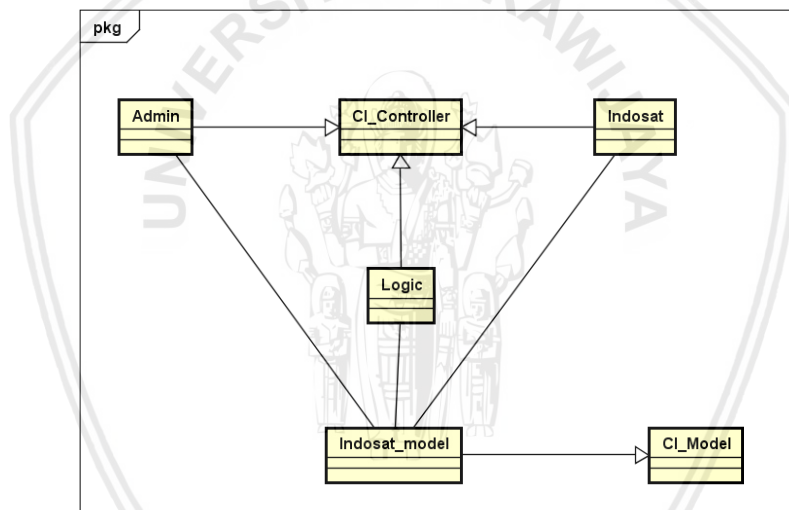 pkg
Admin
CI_Controller
Indosat
Logic
Indosat_model
CI_Model